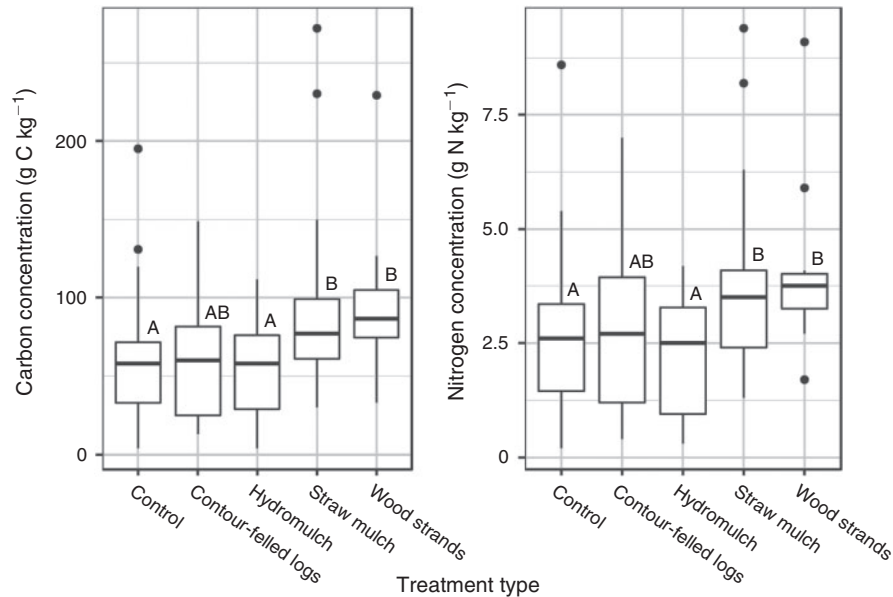 Carbon concentration (g C kg⁻¹)
200
100
0
A
AB
A
B
B
Control
Contour-felled logs
Hydromulch
Straw mulch
Wood strands
Nitrogen concentration (g N kg⁻¹)
7.5
5.0
2.5
0
A
AB
A
B
B
Control
Contour-felled logs
Hydromulch
Straw mulch
Wood strands
Treatment type